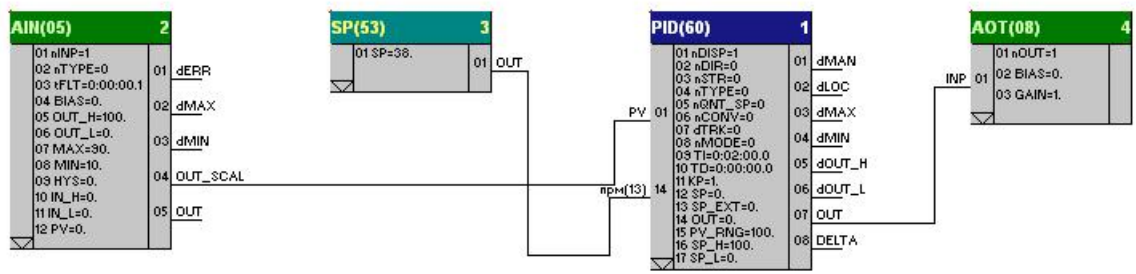 AIN(05) 2
01 nINP=1
02 nTYPE=0
03 tFLT=0:00:00.1
04 BIAS=0.
05 OUT_H=100.
06 OUT_L=0.
07 MAX=90.
08 MIN=10.
09 HYS=0.
10 IN_H=0.
11 IN_L=0.
12 PV=0.
01 dERR
02 dMAX
03 dMIN
04 OUT_SCAL
05 OUT
SP(53) 3
01 SP=38.
01 OUT
PID(60) 1
PV 01
прм(13) 14
01 nDISP=1
02 nDIR=0
03 nSTR=0
04 nTYPE=0
05 nQNT_SP=0
06 nCONV=0
07 dTRK=0
08 nMODE=0
09 TI=0:02:00.0
10 TD=0:00:00.0
11 KP=1.
12 SP=0.
13 SP_EXT=0.
14 OUT=0.
15 PV_RNG=100.
16 SP_H=100.
17 SP_L=0.
01 dMAN
02 dLOC
03 dMAX
04 dMIN
05 dOUT_H
06 dOUT_L
07 OUT
08 DELTA
AOT(08) 4
INP 01
01 nOUT=1
02 BIAS=0.
03 GAIN=1.